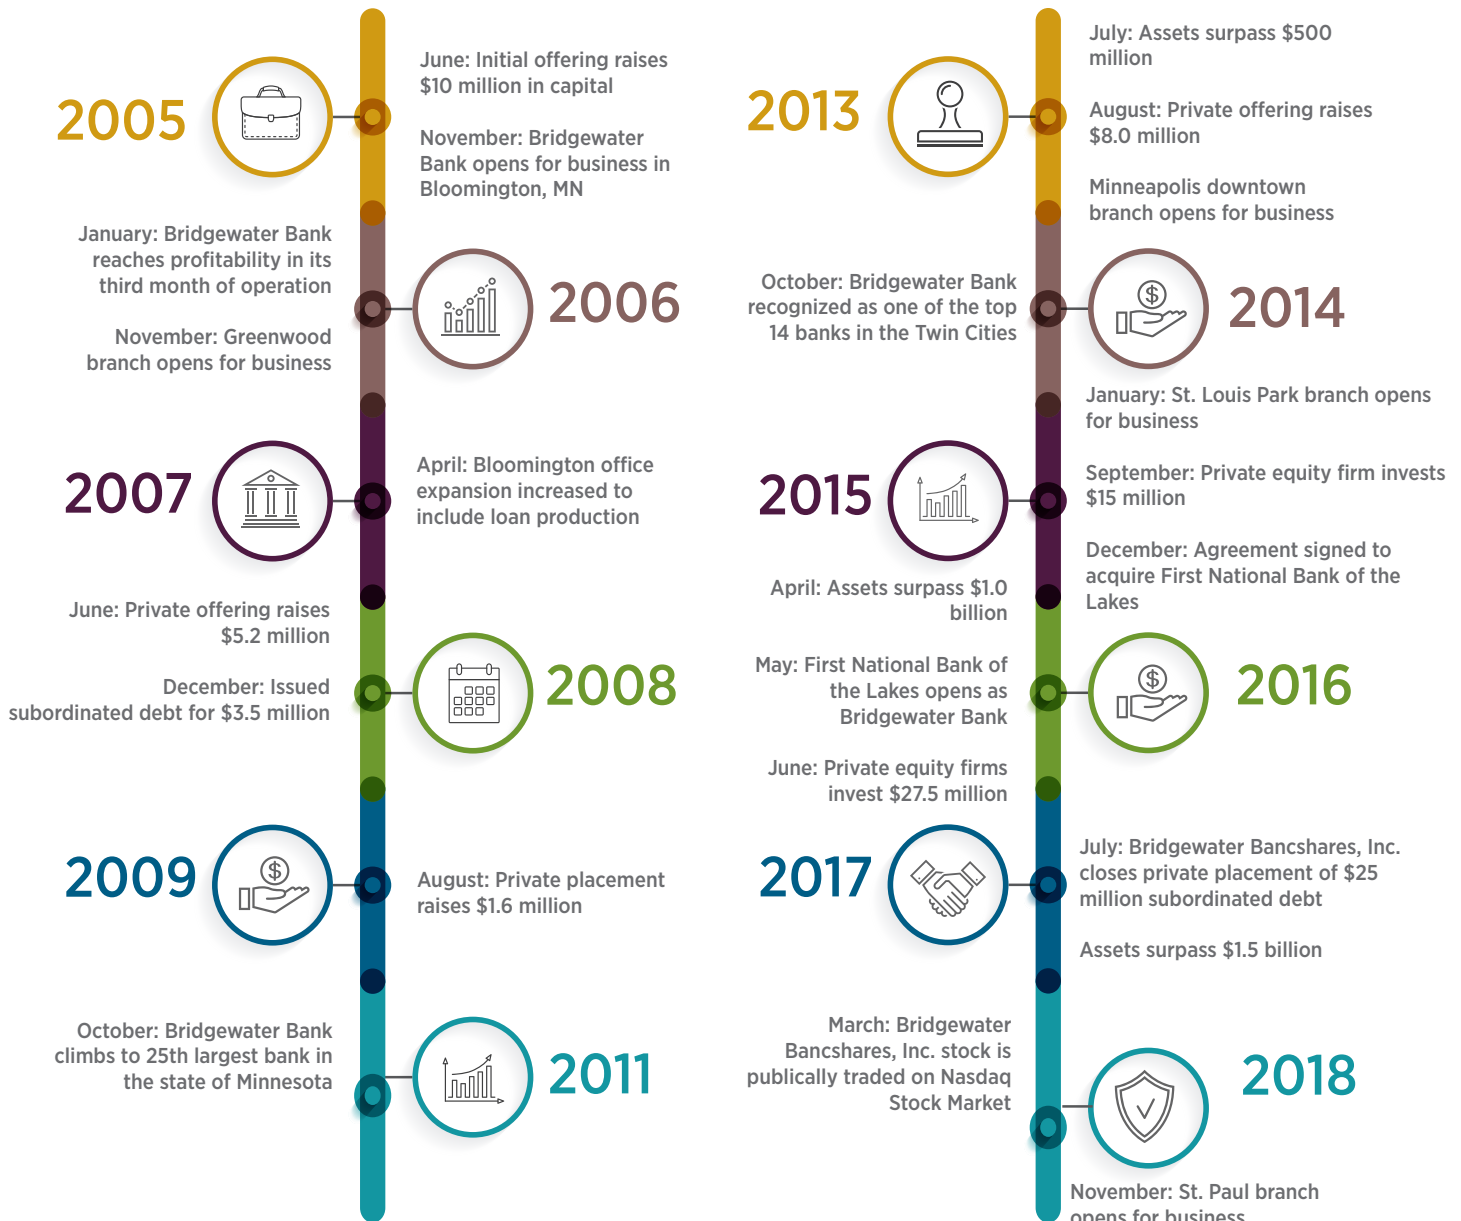 2005
June: Initial offering raises
$10 million in capital
November: Bridgewater
Bank opens for business in
Bloomington, MN
January: Bridgewater Bank
reaches profitability in its
third month of operation
November: Greenwood
branch opens for business
2006
2007
April: Bloomington office
expansion increased to
include loan production
June: Private offering raises
$5.2 million
December: Issued
subordinated debt for $3.5 million
2008
2009
August: Private placement
raises $1.6 million
October: Bridgewater Bank
climbs to 25th largest bank in
the state of Minnesota
2011
2013
July: Assets surpass $500
million
August: Private offering raises
$8.0 million
Minneapolis downtown
branch opens for business
October: Bridgewater Bank
recognized as one of the top
14 banks in the Twin Cities
2014
2015
January: St. Louis Park branch opens
for business
September: Private equity firm invests
$15 million
December: Agreement signed to
acquire First National Bank of the
Lakes
April: Assets surpass $1.0
billion
May: First National Bank of
the Lakes opens as
Bridgewater Bank
June: Private equity firms
invest $27.5 million
2016
2017
July: Bridgewater Bancshares, Inc.
closes private placement of $25
million subordinated debt
Assets surpass $1.5 billion
March: Bridgewater
Bancshares, Inc. stock is
publically traded on Nasdaq
Stock Market
2018
November: St. Paul branch
opens for business